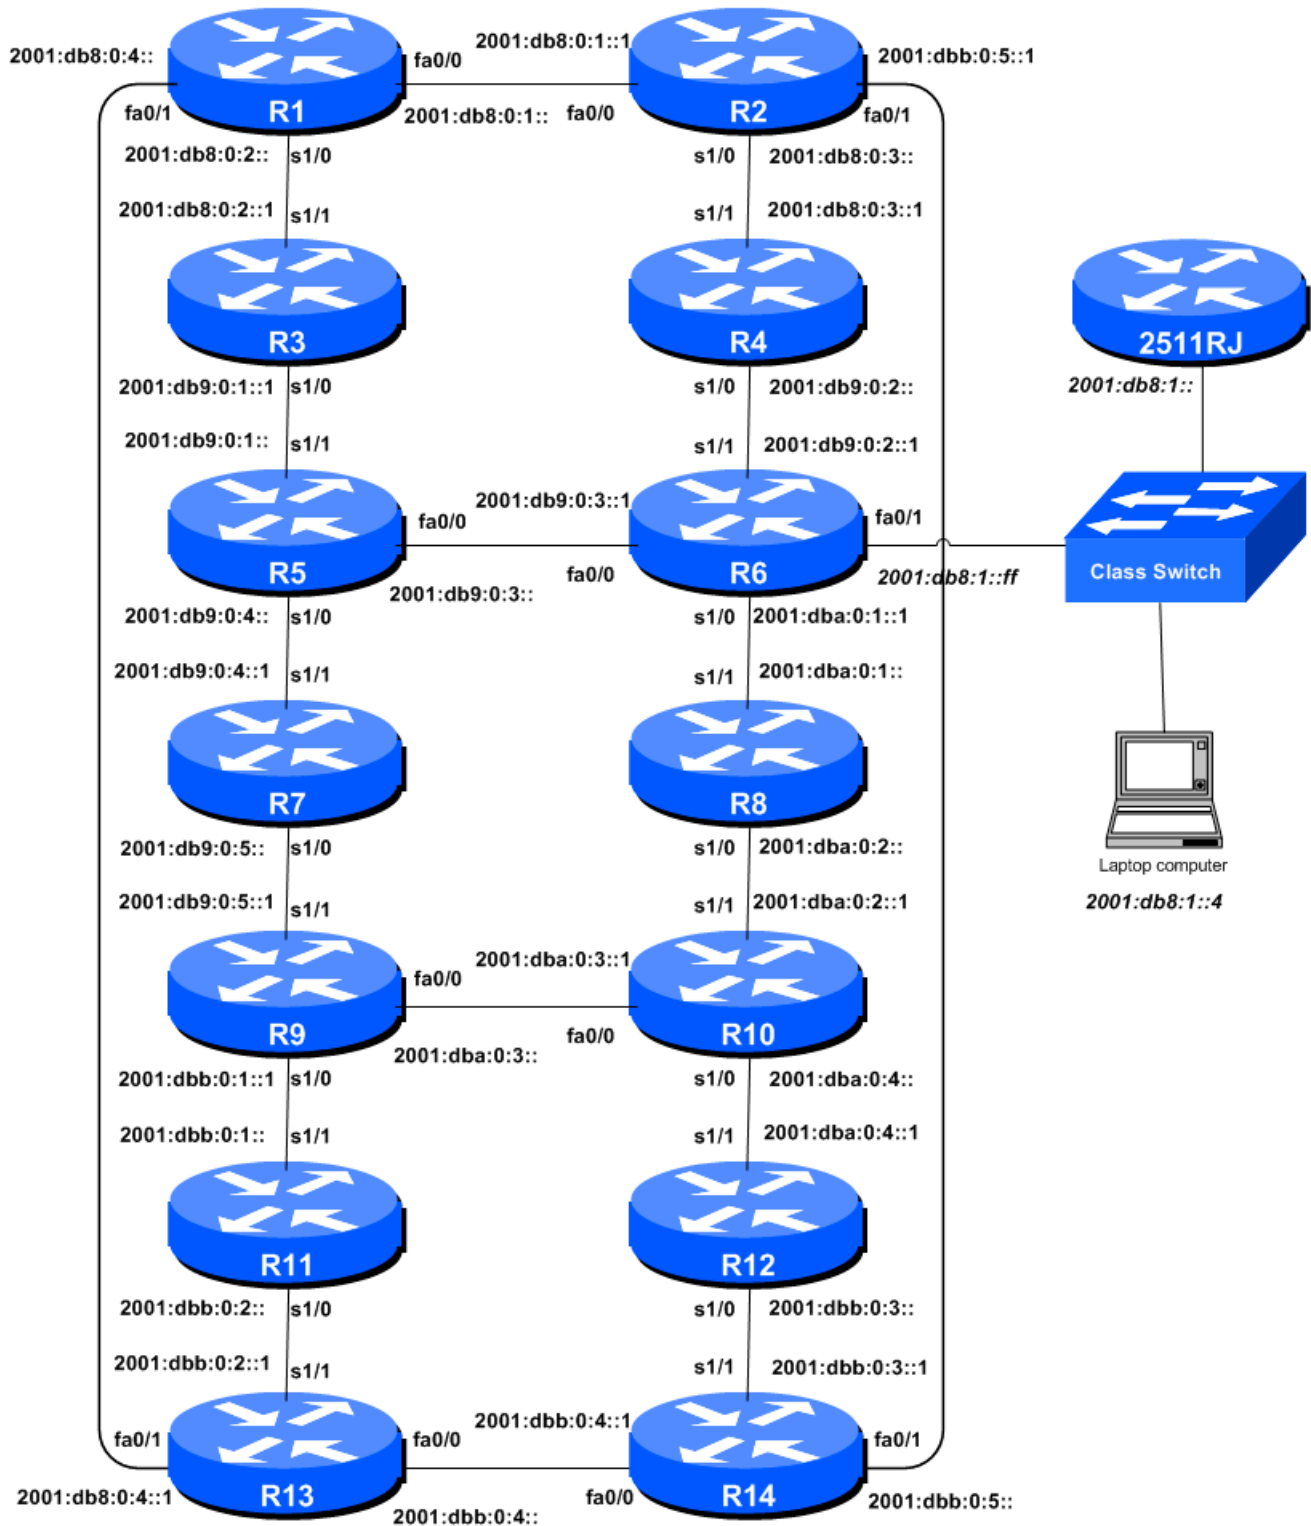 2001:db8:0:4::
fa0/0
2001:db8:0:1::1
2001:dbb:0:5::1
fa0/1
R1
2001:db8:0:1::
fa0/0
R2
fa0/1
2001:db8:0:2::
s1/0
s1/0
2001:db8:0:3::
2001:db8:0:2::1
s1/1
s1/1
2001:db8:0:3::1
R3
R4
2511RJ
2001:db9:0:1::1
s1/0
s1/0
2001:db9:0:2::
2001:db8:1::
2001:db9:0:1::
s1/1
s1/1
2001:db9:0:2::1
2001:db9:0:3::1
fa0/0
fa0/1
R5
2001:db9:0:3::
fa0/0
R6
2001:db8:1::ff
Class Switch
2001:db9:0:4::
s1/0
s1/0
2001:dba:0:1::1
2001:db9:0:4::1
s1/1
s1/1
2001:dba:0:1::
R7
R8
2001:db9:0:5::
s1/0
s1/0
2001:dba:0:2::
Laptop computer
2001:db9:0:5::1
s1/1
s1/1
2001:dba:0:2::1
2001:db8:1::4
2001:dba:0:3::1
fa0/0
R9
2001:dba:0:3::
fa0/0
R10
2001:dbb:0:1::1
s1/0
s1/0
2001:dba:0:4::
2001:dbb:0:1::
s1/1
s1/1
2001:dba:0:4::1
R11
R12
2001:dbb:0:2::
s1/0
s1/0
2001:dbb:0:3::
2001:dbb:0:2::1
s1/1
s1/1
2001:dbb:0:3::1
fa0/1
fa0/0
2001:dbb:0:4::1
fa0/1
2001:db8:0:4::1
R13
2001:dbb:0:4::
fa0/0
R14
2001:dbb:0:5::